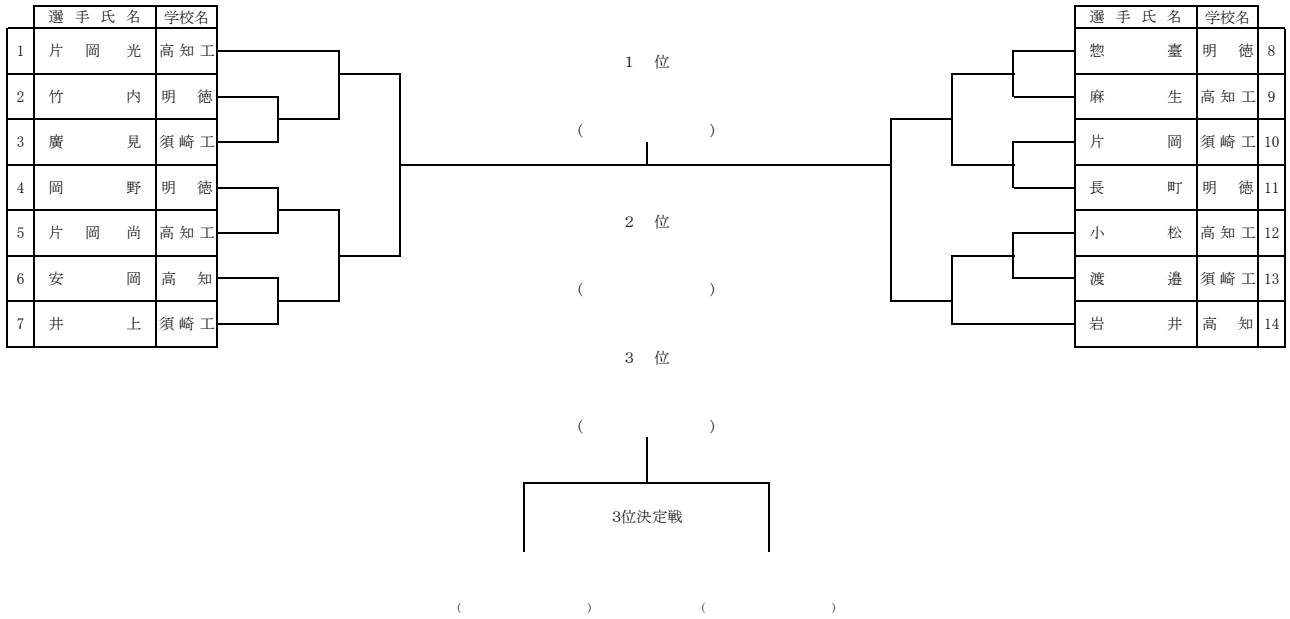 選手氏名 学校名
1 片岡光 高知工
2 竹内 明徳
3 廣見 須崎工
4 岡野 明徳
5 片岡尚 高知工
6 安岡 高知
7 井上 須崎工
1 位
( )
2 位
( )
3 位
( )
3位決定戦
( ) ( )
選手氏名 学校名
惣臺 明徳 8
麻生 高知工 9
片岡 須崎工 10
長町 明徳 11
小松 高知工 12
渡邉 須崎工 13
岩井 高知 14